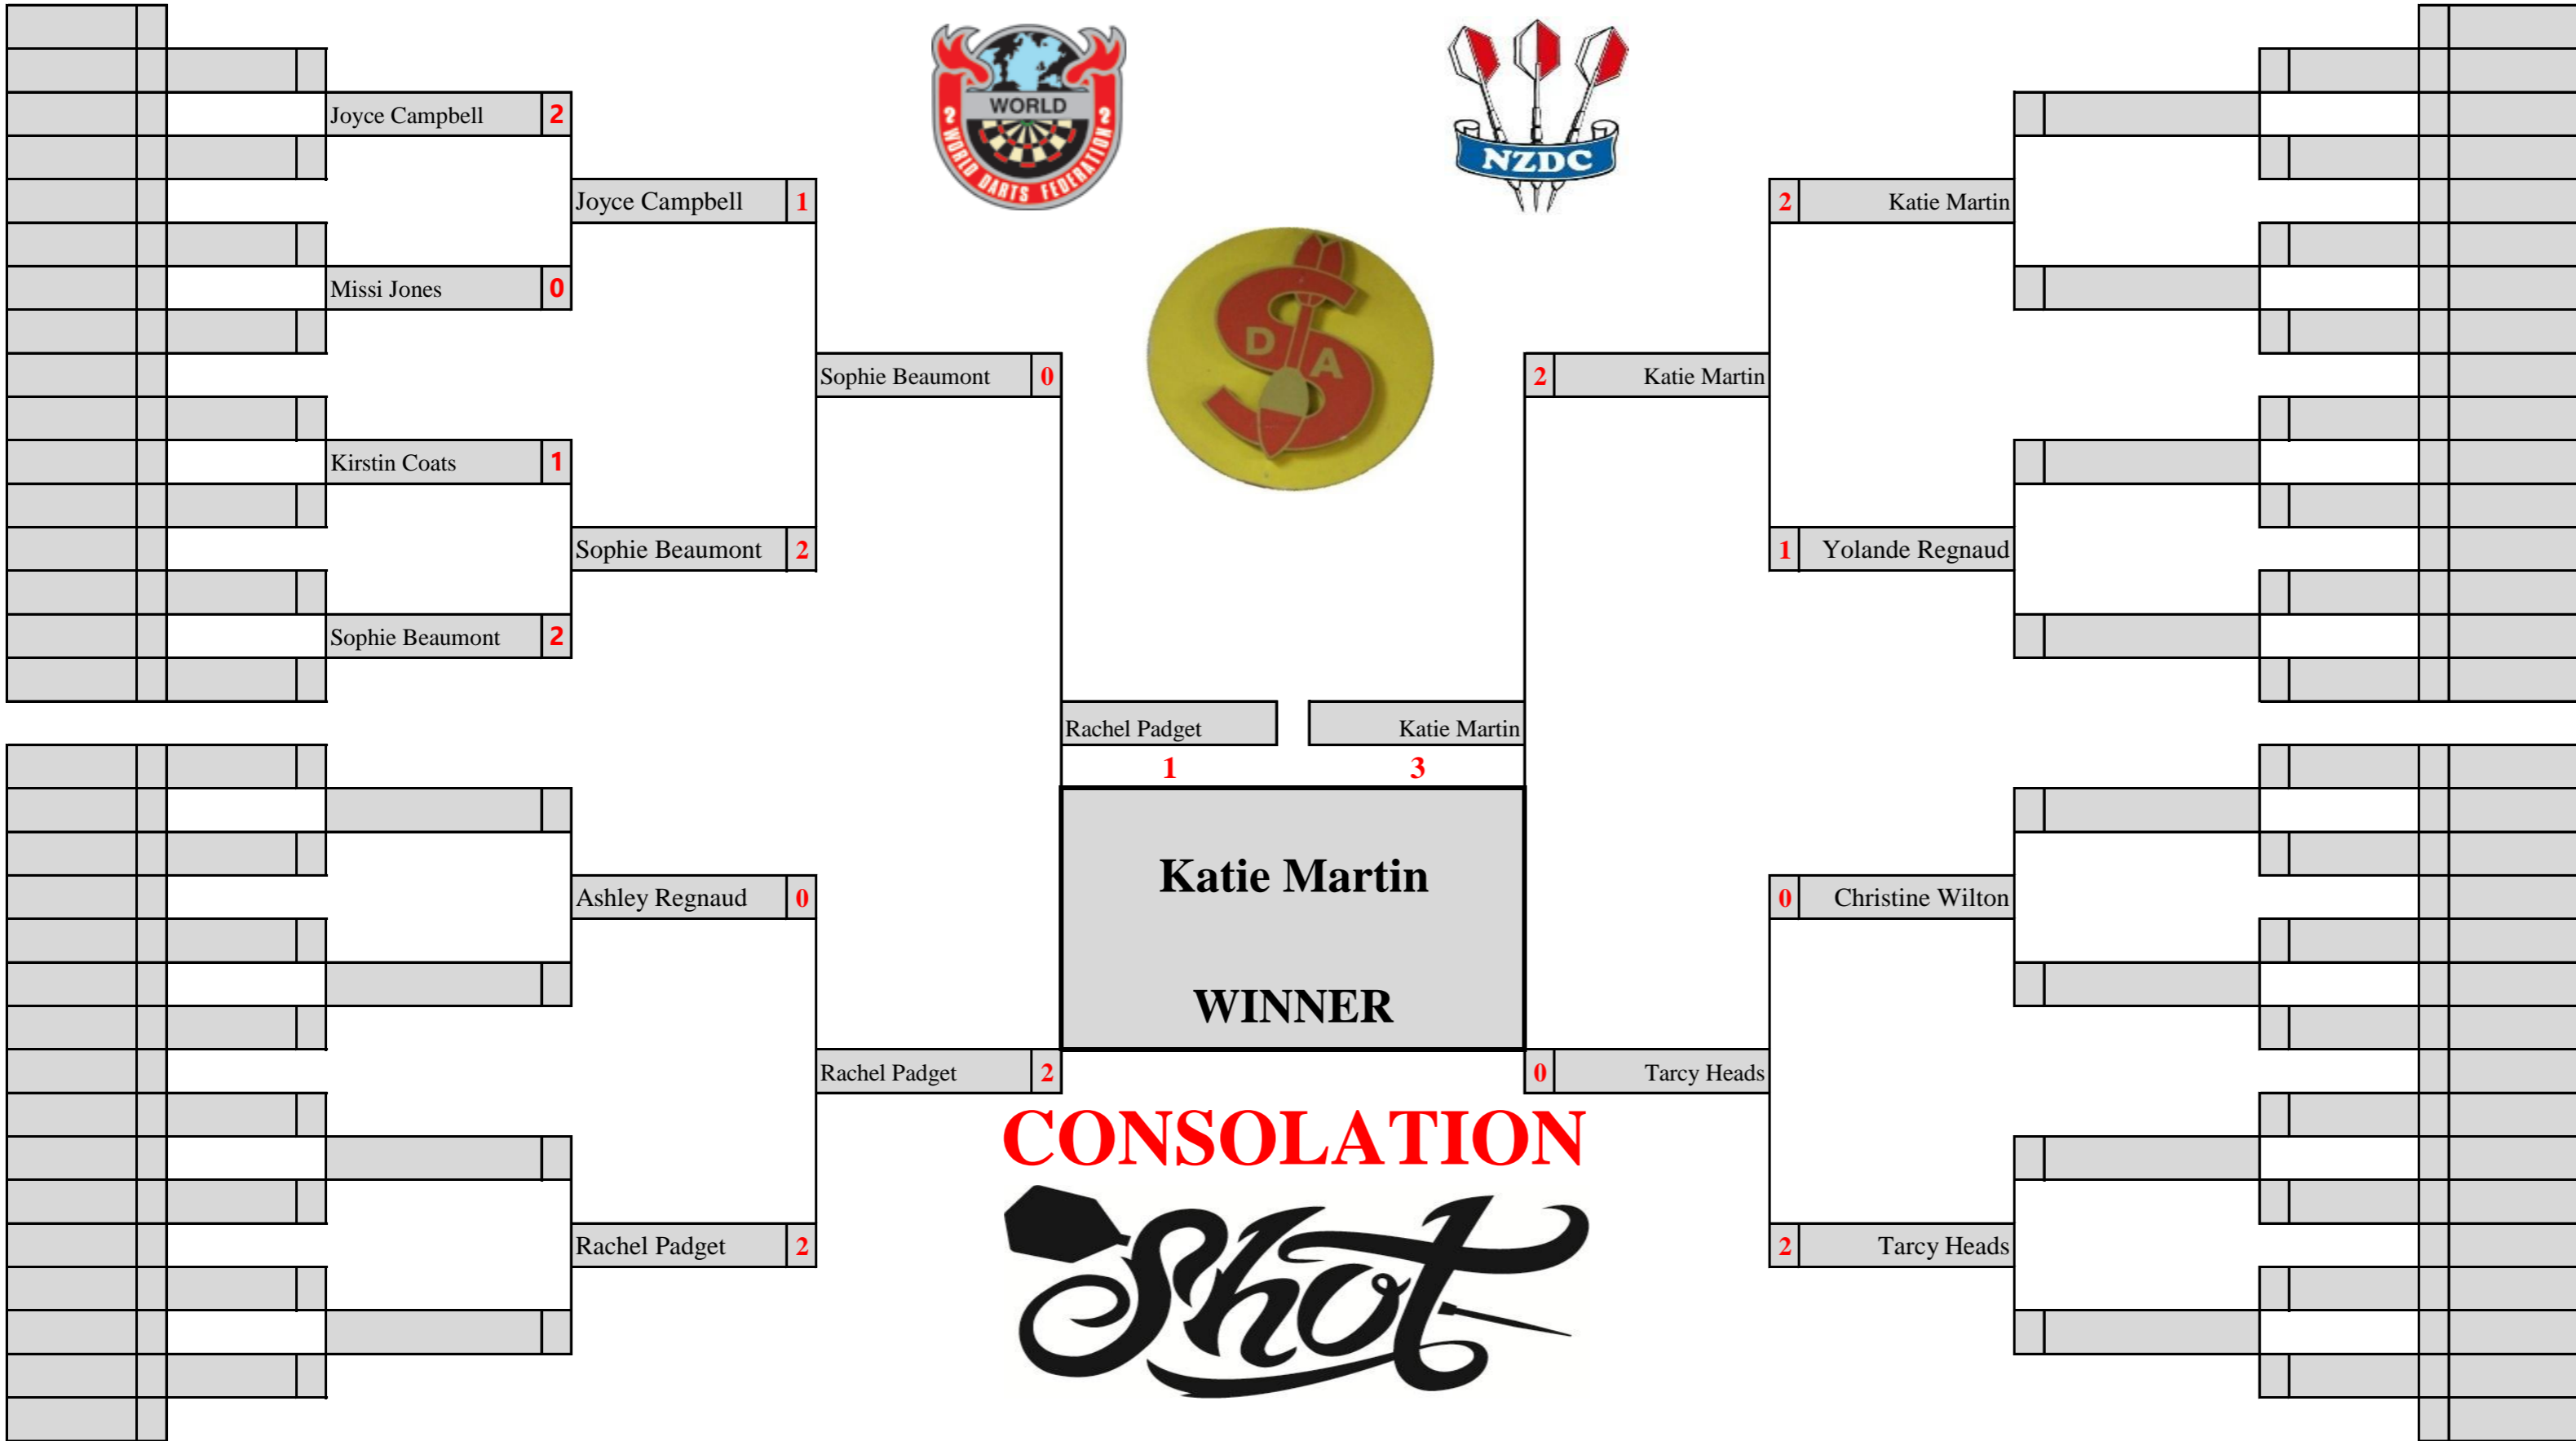 WORLD
2 WORLD DARTS FEDERATION 2
NZDC
Joyce Campbell 2
Joyce Campbell 1
2 Katie Martin
D A
S
Missi Jones 0
Sophie Beaumont 0
2 Katie Martin
Kirstin Coats 1
Sophie Beaumont 2
1 Yolande Regnaud
Sophie Beaumont 2
Rachel Padget
Katie Martin
1
3
Katie Martin
Ashley Regnaud 0
0 Christine Wilton
WINNER
Rachel Padget 2
0 Tarcy Heads
CONSOLATION
Rachel Padget 2
2 Tarcy Heads
Shot